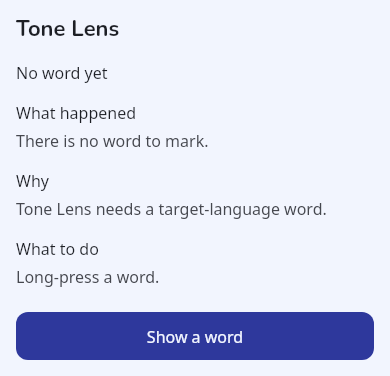 Tone Lens
No word yet
What happened
There is no word to mark.
Why
Tone Lens needs a target-language word.
What to do
Long-press a word.
Show a word